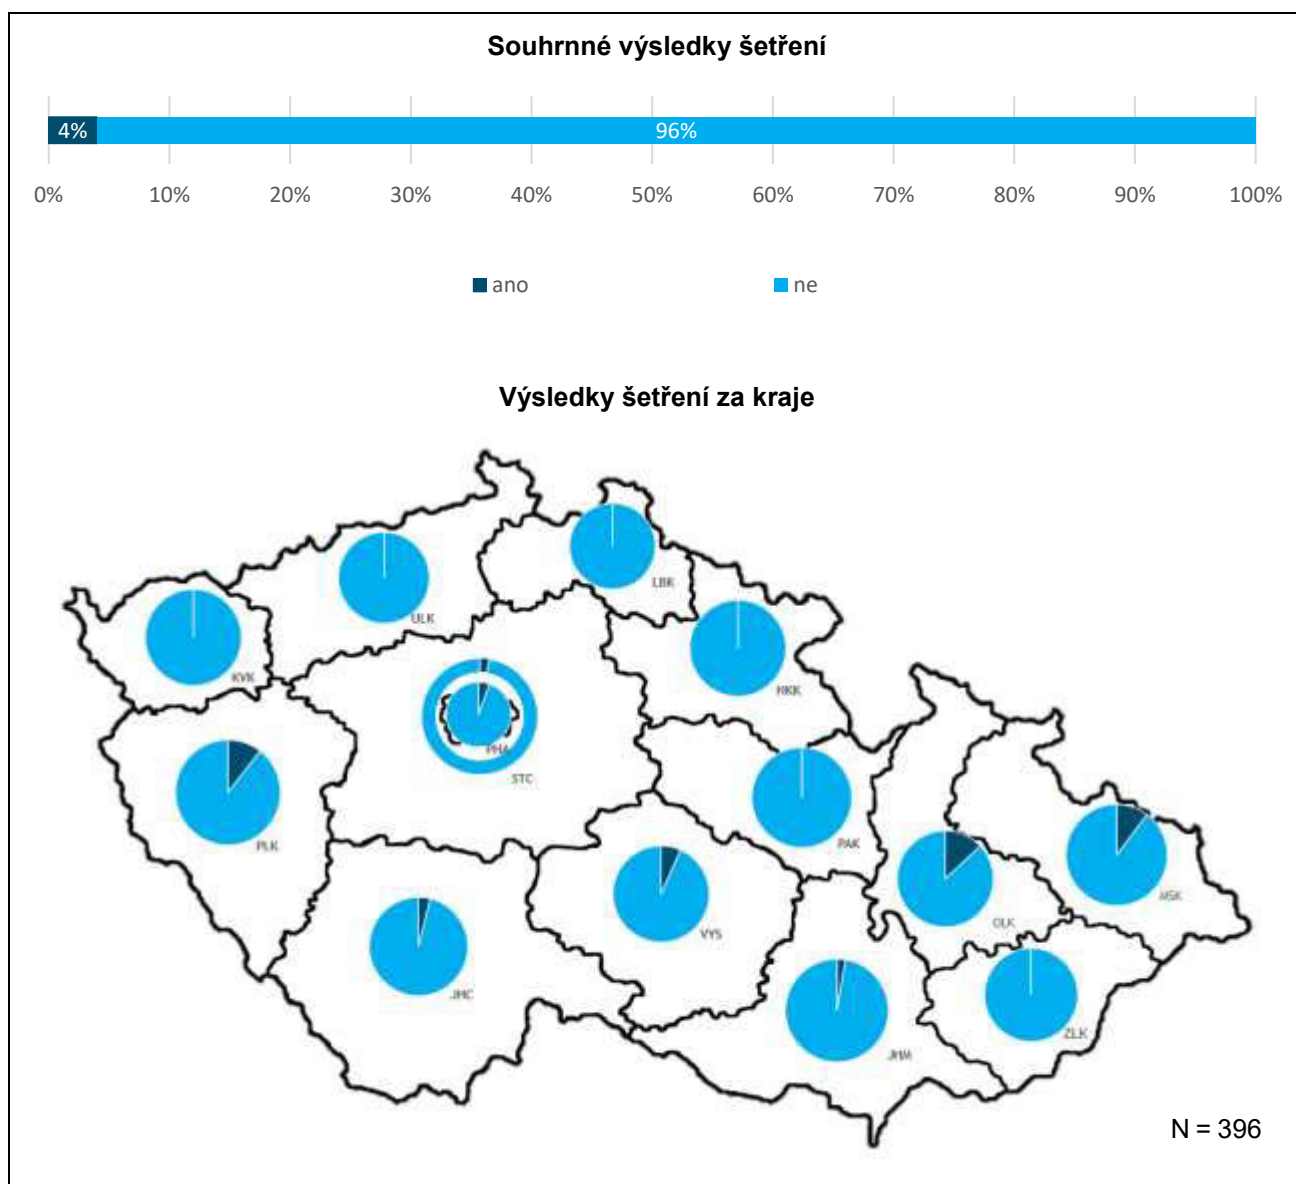 Souhrnné výsledky šetření
4% 96%
0% 10% 20% 30% 40% 50% 60% 70% 80% 90% 100%
ano ne
Výsledky šetření za kraje
LBK
ULK
KVK
HKK
PHA
STC
PLK
PAK
MSK
OLK
VYS
JHC
ZLK
JHM
N = 396